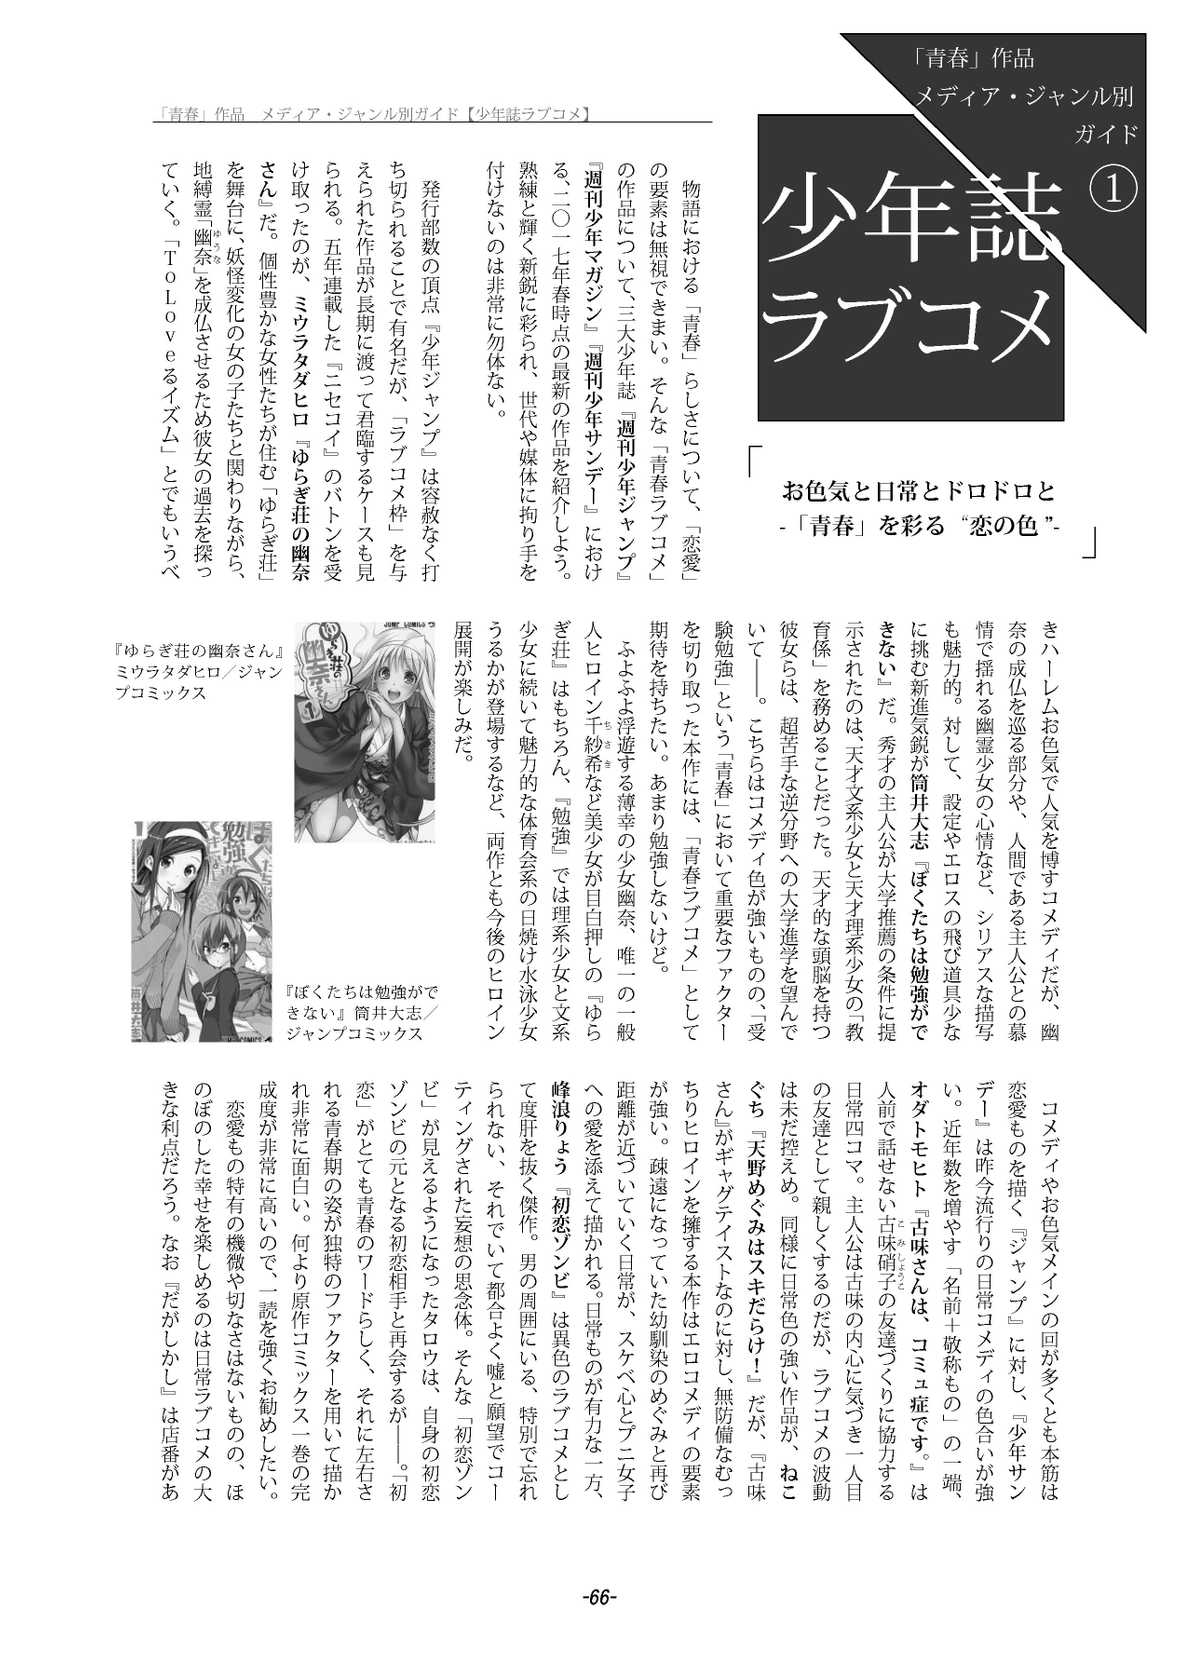 「青春」作品
メディア・ジャンル別
ガイド
①
少年誌
ラブコメ
「青春」作品　メディア・ジャンル別ガイド【少年誌ラブコメ】
「お色気と日常とドロドロと
-「青春」を彩る“恋の色”-」
　物語における「青春」らしさについて、「恋愛」
の要素は無視できまい。そんな「青春ラブコメ」
の作品について、三大少年誌『週刊少年ジャンプ』
『週刊少年マガジン』『週刊少年サンデー』におけ
る、二〇一七年春時点の最新の作品を紹介しよう。
熟練と輝く新鋭に彩られ、世代や媒体に拘り手を
付けないのは非常に勿体ない。
　発行部数の頂点『少年ジャンプ』は容赦なく打
ち切られることで有名だが、「ラブコメ枠」を与
えられた作品が長期に渡って君臨するケースも見
られる。五年連載した『ニセコイ』のバトンを受
け取ったのが、ミウラタダヒロ『ゆらぎ荘の幽奈
さん』だ。個性豊かな女性たちが住む「ゆらぎ荘」
を舞台に、妖怪変化の女の子たちと関わりながら、
地縛霊「幽奈」を成仏させるため彼女の過去を探っ
ゆうな
ていく。「ToLoveるイズム」とでもいうべ
きハーレムお色気で人気を博すコメディだが、幽
奈の成仏を巡る部分や、人間である主人公との慕
情で揺れる幽霊少女の心情など、シリアスな描写
も魅力的。対して、設定やエロスの飛び道具少な
に挑む新進気鋭が筒井大志『ぼくたちは勉強がで
きない』だ。秀才の主人公が大学推薦の条件に提
示されたのは、天才文系少女と天才理系少女の「教
育係」を務めることだった。天才的な頭脳を持つ
彼女らは、超苦手な逆分野への大学進学を望んで
いて――。こちらはコメディ色が強いものの、「受
験勉強」という「青春」において重要なファクター
を切り取った本作には、「青春ラブコメ」として
期待を持ちたい。あまり勉強しないけど。
　ふよふよ浮遊する薄幸の少女幽奈、唯一の一般
人ヒロイン千紗希など美少女が目白押しの『ゆら
ちさき
ぎ荘』はもちろん、『勉強』では理系少女と文系
少女に続いて魅力的な体育会系の日焼け水泳少女
うるかが登場するなど、両作とも今後のヒロイン
展開が楽しみだ。
JUMP COMICS
ゆらぎ荘の
幽奈さん
1
『ゆらぎ荘の幽奈さん』
ミウラタダヒロ／ジャン
プコミックス
ぼくたちは
勉強が
できない
1
筒井大志
JUMP COMICS
『ぼくたちは勉強がで
きない』筒井大志／
ジャンプコミックス
　コメディやお色気メインの回が多くとも本筋は
恋愛ものを描く『ジャンプ』に対し、『少年サン
デー』は昨今流行りの日常コメディの色合いが強
い。近年数を増やす「名前＋敬称もの」の一端、
オダトモヒト『古味さんは、コミュ症です。』は
人前で話せない古味硝子の友達づくりに協力する
こみしょうこ
日常四コマ。主人公は古味の内心に気づき一人目
の友達として親しくするのだが、ラブコメの波動
は未だ控えめ。同様に日常色の強い作品が、ねこ
ぐち『天野めぐみはスキだらけ！』だが、『古味
さん』がギャグテイストなのに対し、無防備なむっ
ちりヒロインを擁する本作はエロコメディの要素
が強い。疎遠になっていた幼馴染のめぐみと再び
距離が近づいていく日常が、スケベ心とプニ女子
への愛を添えて描かれる。日常ものが有力な一方、
峰浪りょう『初恋ゾンビ』は異色のラブコメとし
て度肝を抜く傑作。男の周囲にいる、特別で忘れ
られない、それでいて都合よく嘘と願望でコー
ティングされた妄想の思念体。そんな「初恋ゾン
ビ」が見えるようになったタロウは、自身の初恋
ゾンビの元となる初恋相手と再会するが――。「初
恋」がとても青春のワードらしく、それに左右さ
れる青春期の姿が独特のファクターを用いて描か
れ非常に面白い。何より原作コミックス一巻の完
成度が非常に高いので、一読を強くお勧めしたい。
　恋愛もの特有の機微や切なさはないものの、ほ
のぼのした幸せを楽しめるのは日常ラブコメの大
きな利点だろう。なお『だがしかし』は店番があ
-66-